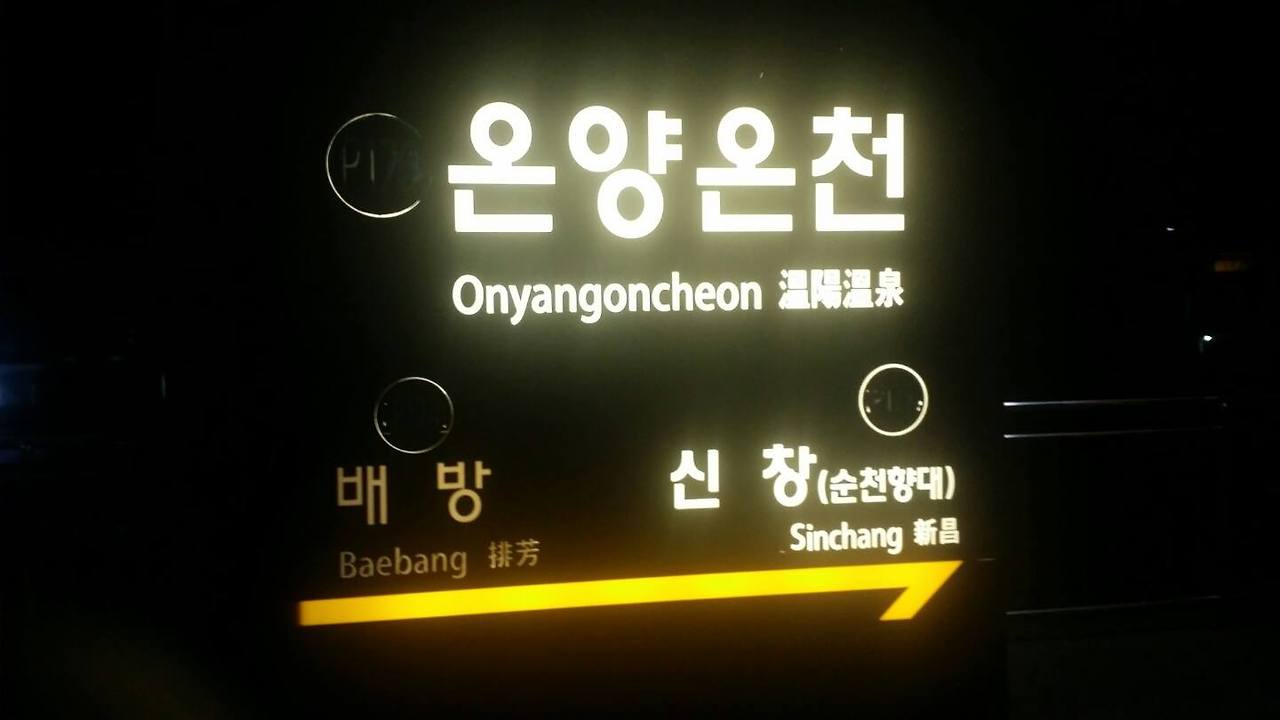 온양온천
Onyangoncheon 溫陽溫泉
배 방
Baebang 排芳
신 창(순천향대)
Sinchang 新昌